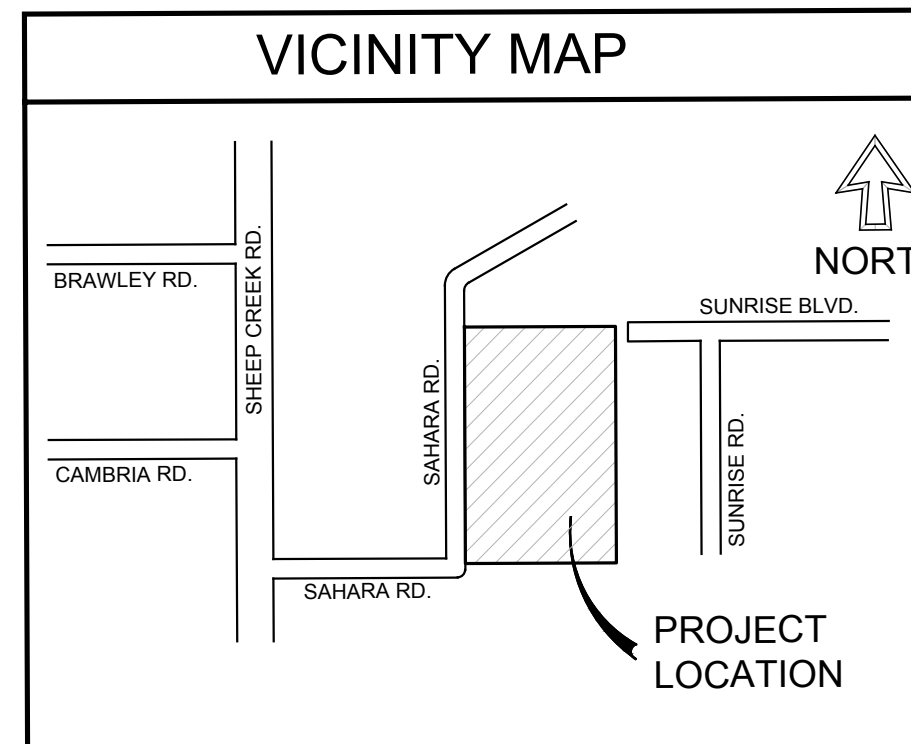 VICINITY MAP
NORT
BRAWLEY RD.
SHEEP CREEK RD.
SUNRISE BLVD.
SAHARA RD.
CAMBRIA RD.
SUNRISE RD.
SAHARA RD.
PROJECT
LOCATION